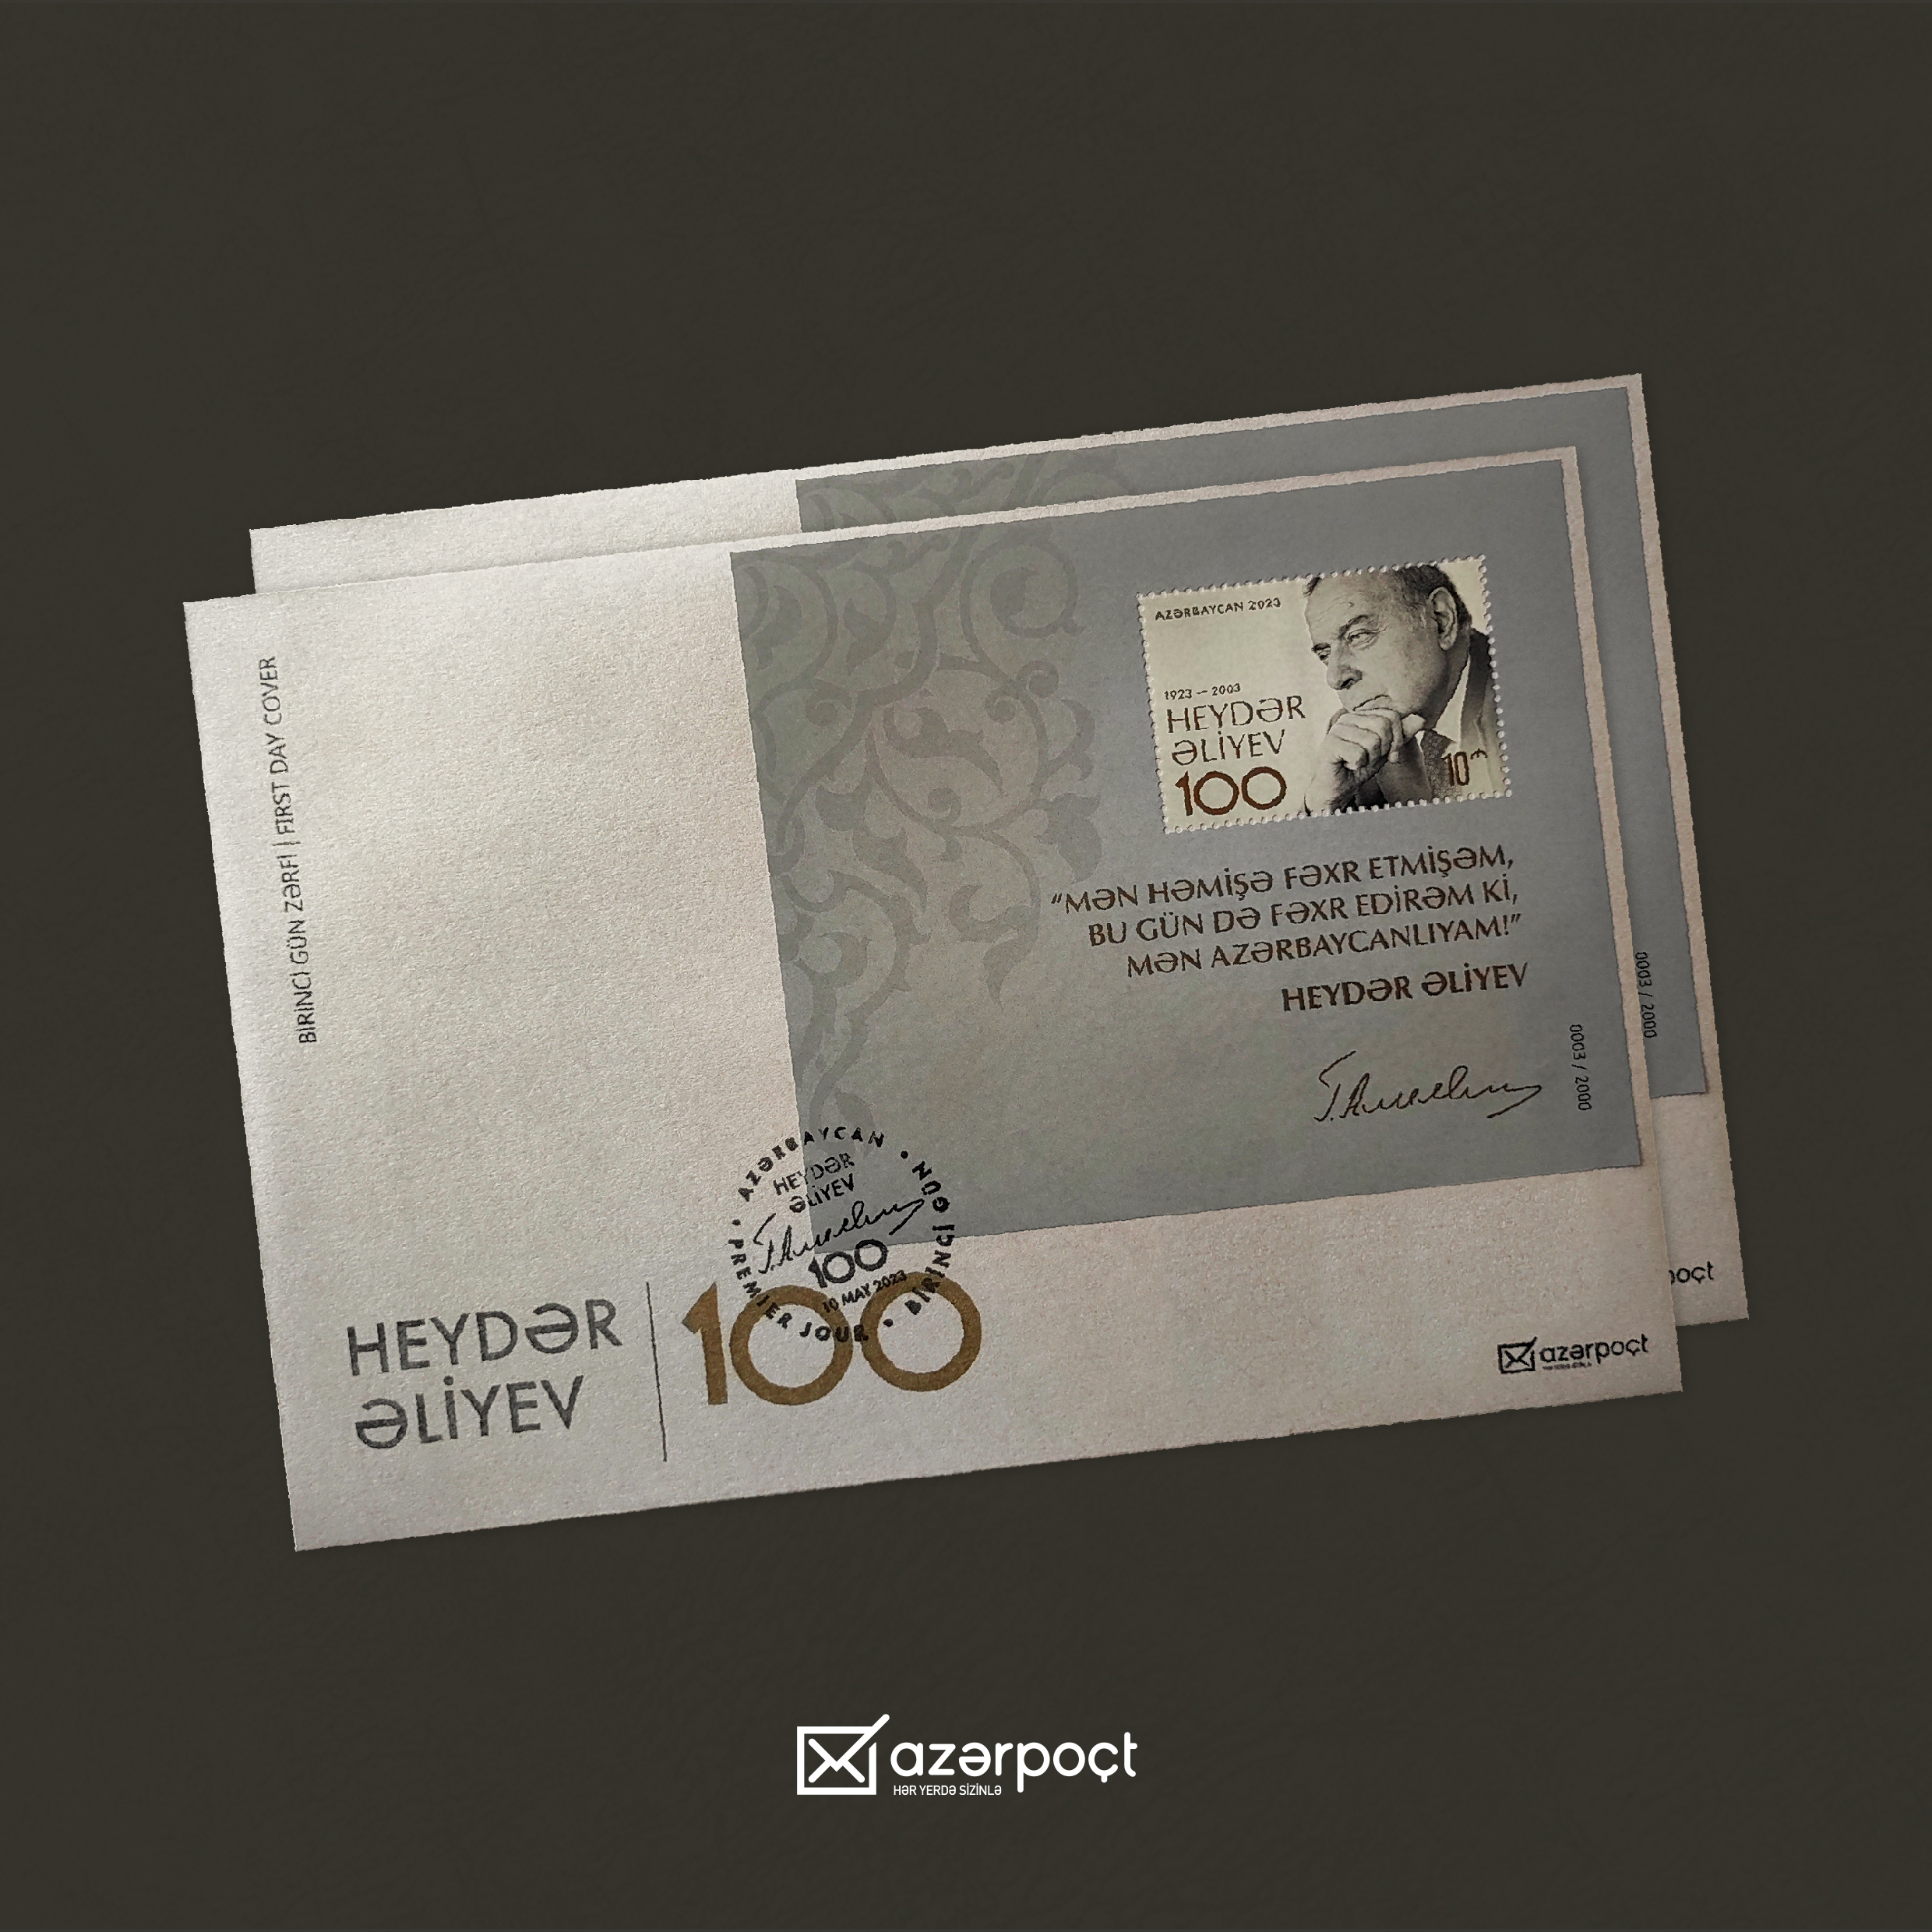 BİRİNCİ GÜN ZƏRFİ | FIRST DAY COVER
AZƏRBAYCAN 2023
1923 – 2003
HEYDƏR
ƏLİYEV
100
10₼
“MƏN HƏMİŞƏ FƏXR ETMİŞƏM,
BU GÜN DƏ FƏXR EDİRƏM Kİ,
MƏN AZƏRBAYCANLIYAM!”
HEYDƏR ƏLİYEV
0003 / 2000
0003 / 2000
AZƏRBAYCAN • BİRİNCİ GÜN • PREMIER JOUR •
HEYDƏR
ƏLİYEV
100
10 MAY 2023
HEYDƏR
ƏLİYEV
100
azərpoçt
poçt
azərpoçt
HƏR YERDƏ SİZİNLƏ